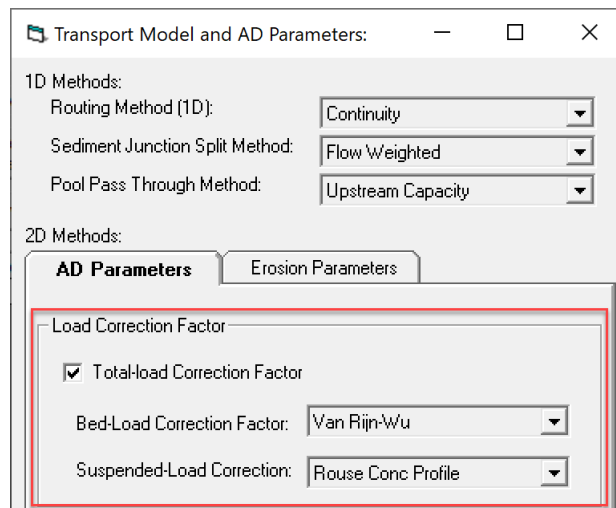 Transport Model and AD Parameters:
1D Methods:
Routing Method (1D): Continuity
Sediment Junction Split Method: Flow Weighted
Pool Pass Through Method: Upstream Capacity
2D Methods:
AD Parameters Erosion Parameters
Load Correction Factor
Total-load Correction Factor
Bed-Load Correction Factor: Van Rijn-Wu
Suspended-Load Correction: Rouse Conc Profile